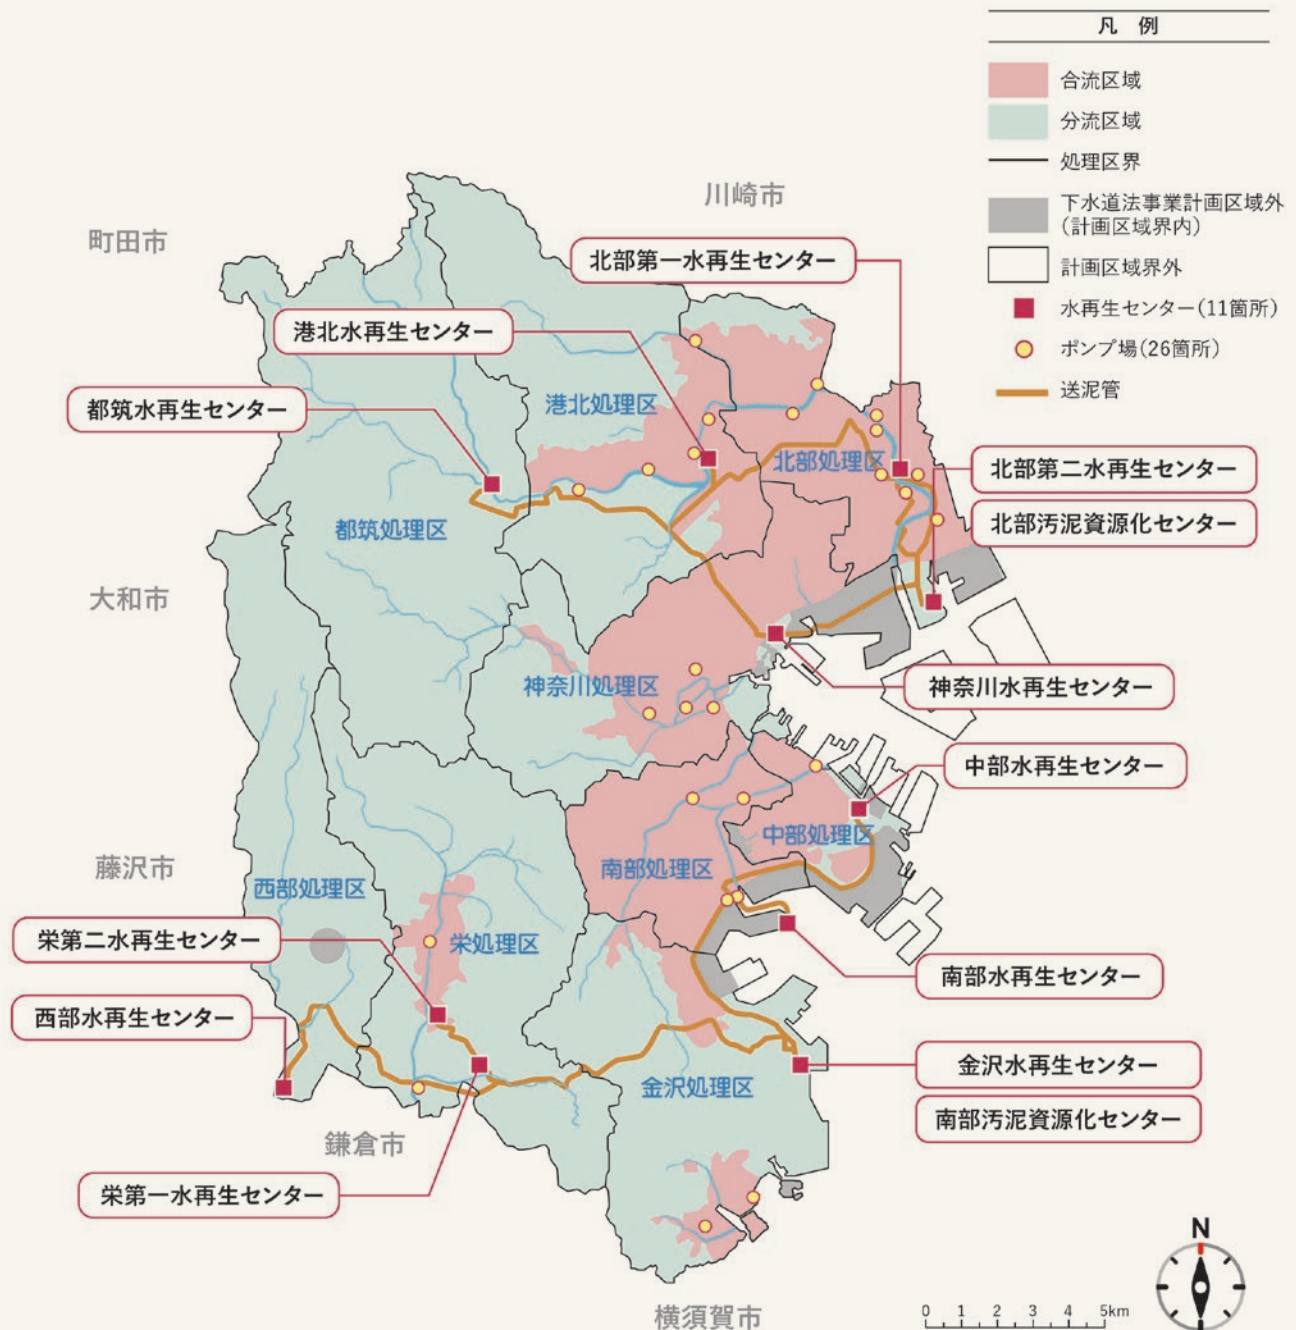 凡 例
合流区域
分流区域
処理区界
下水道法事業計画区域外
(計画区域界内)
計画区域界外
水再生センター(11箇所)
ポンプ場(26箇所)
送泥管
川崎市
町田市
北部第一水再生センター
港北水再生センター
都筑水再生センター
港北処理区
北部処理区
北部第二水再生センター
北部汚泥資源化センター
都筑処理区
大和市
神奈川処理区
神奈川水再生センター
中部水再生センター
中部処理区
南部処理区
藤沢市
西部処理区
栄第二水再生センター
栄処理区
南部水再生センター
西部水再生センター
金沢水再生センター
金沢処理区
南部汚泥資源化センター
鎌倉市
栄第一水再生センター
横須賀市
N
0 1 2 3 4 5km